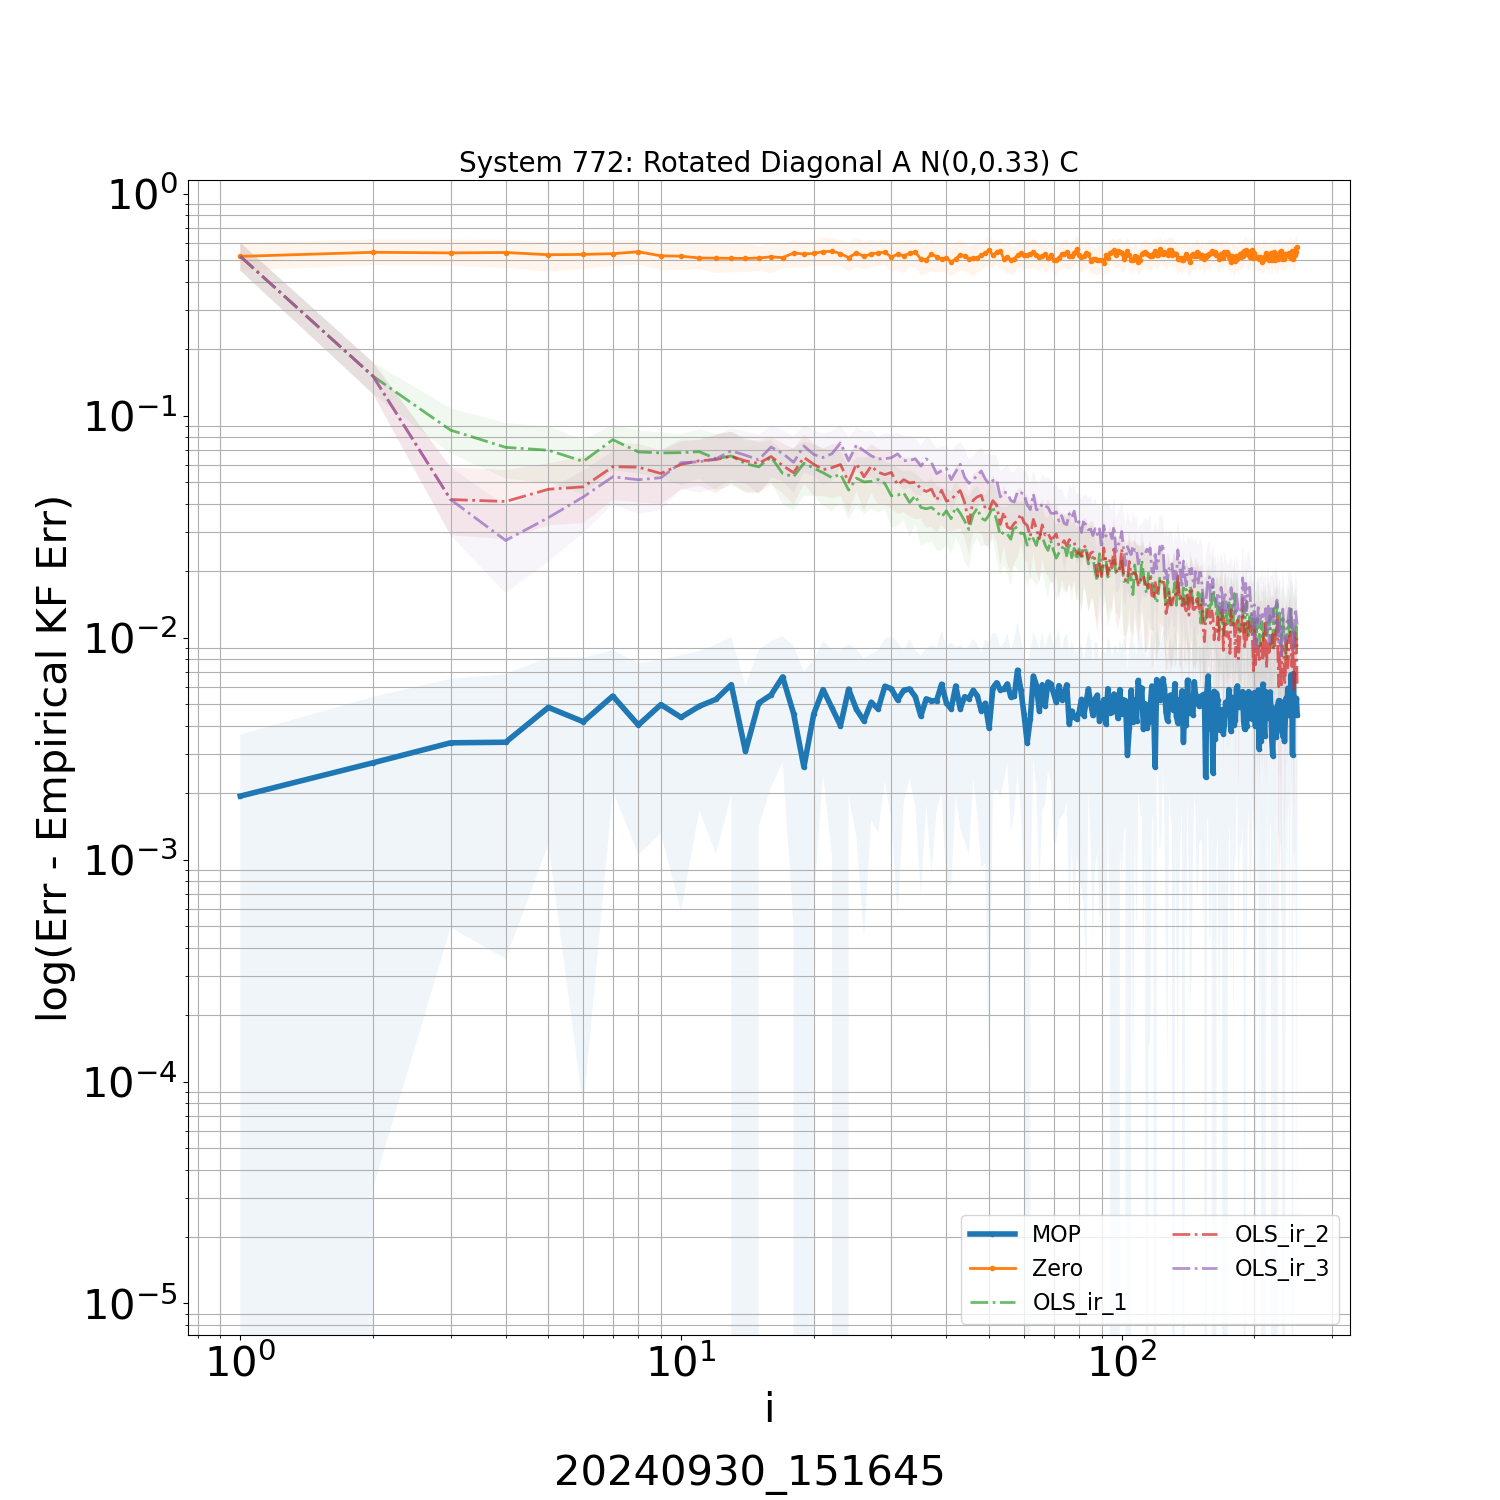 System 772: Rotated Diagonal A N(0,0.33) C
log(Err - Empirical KF Err)
10⁰
10⁻¹
10⁻²
10⁻³
10⁻⁴
10⁻⁵
MOP
Zero
OLS_ir_1
OLS_ir_2
OLS_ir_3
10⁰ 10¹ 10²
i
20240930_151645